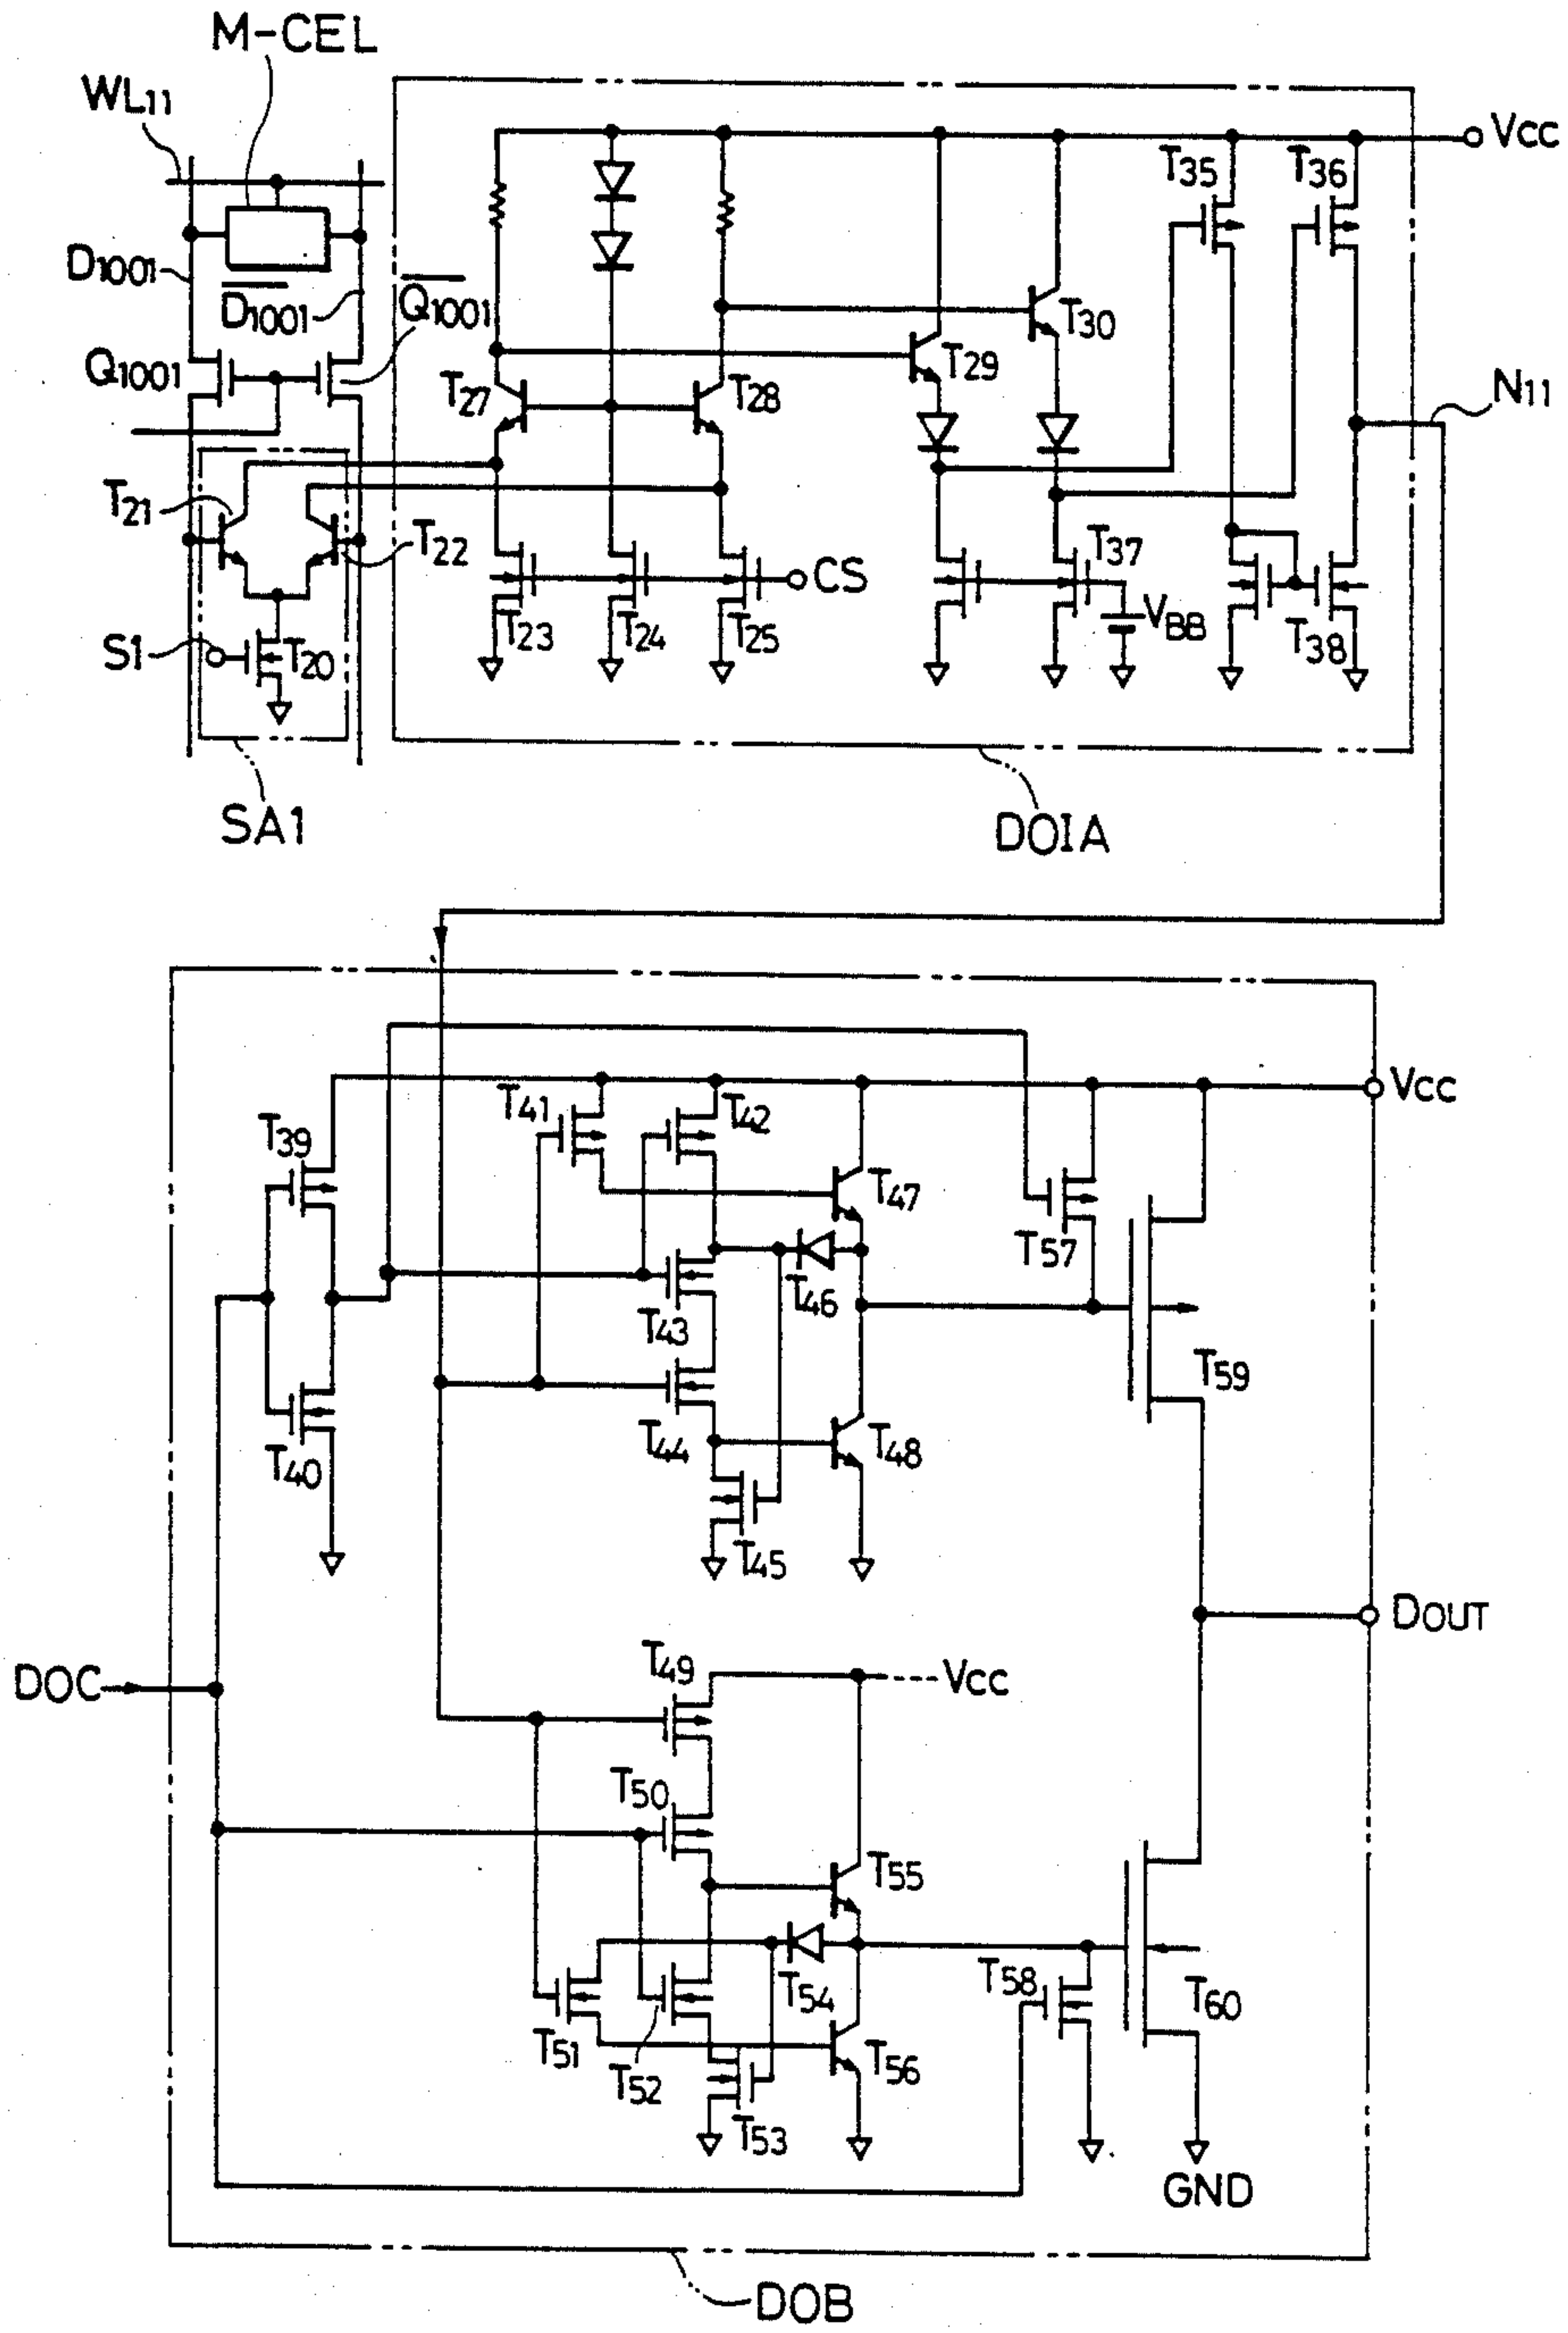 M-CEL
WL11
VCC
T35
T36
D1001
D1001
Q1001
T30
Q1001
T29
N11
T27
T28
T21
T22
T37
CS
S1
T20
T23
T24
T25
VBB
T38
SA1
DOIA
VCC
T41
T42
T39
T47
T57
T46
T43
T59
T44
T48
T40
T45
DOUT
T49
DOC
VCC
T50
T55
T54
T58
T60
T51
T52
T56
T53
GND
DOB